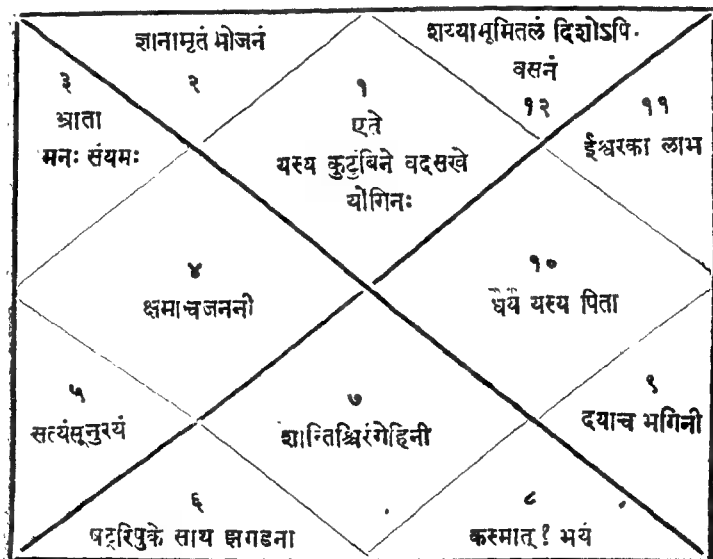 ज्ञानामृतं भोजनं
२
शय्याभूमितलं दिशोऽपि.
वसनं
१२
३
भ्राता
मनः संयमः
१
एते
यस्य कुटुंबिने वदसखे
योगिनः
११
ईश्वरका लाभ
४
क्षमाचजननी
१०
धैर्यं यस्य पिता
५
सत्यंसूनुरयं
७
शान्तिश्चिरंगेहिनी
९
दयाच भगिनी
६
षट्रिपुके साथ झगडना
८
कस्मात् ? भयं